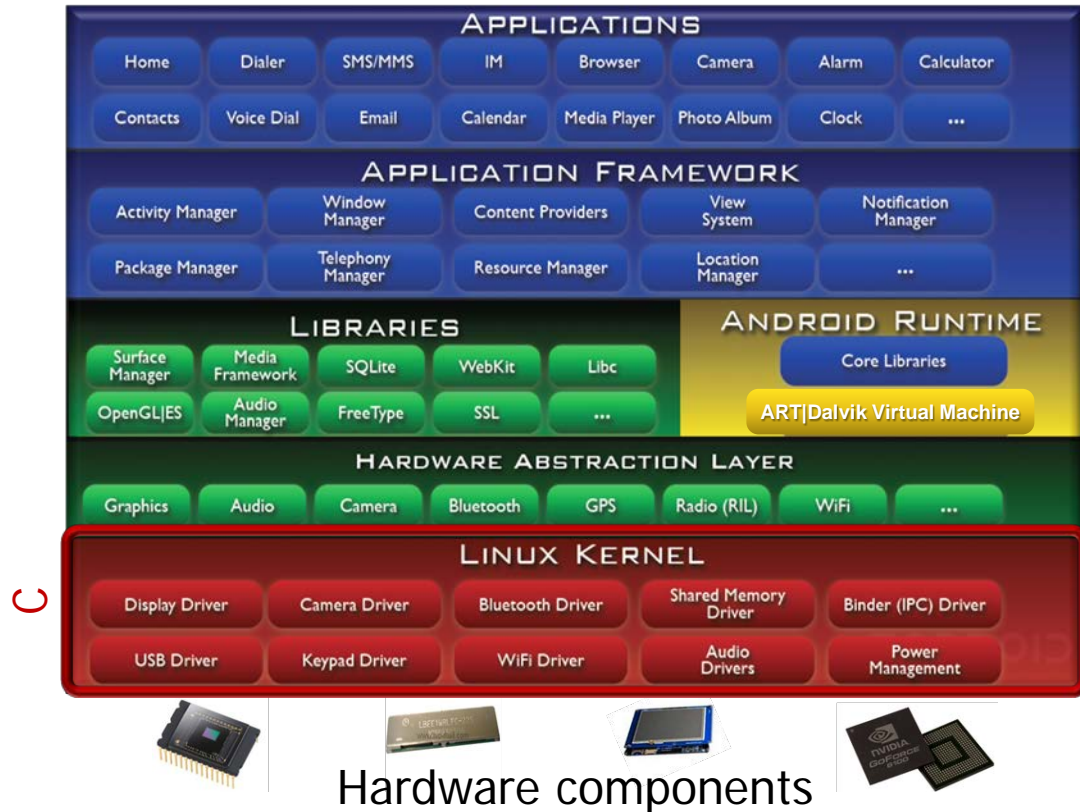 APPLICATIONS
Home Dialer SMS/MMS IM Browser Camera Alarm Calculator
Contacts Voice Dial Email Calendar Media Player Photo Album Clock ...
APPLICATION FRAMEWORK
Activity Manager
Window
Manager
Content Providers
View
System
Notification
Manager
Package Manager
Telephony
Manager
Resource Manager
Location
Manager
...
LIBRARIES
Surface
Manager
Media
Framework
SQLite
WebKit
Libc
OpenGL|ES
Audio
Manager
FreeType
SSL
...
ANDROID RUNTIME
Core Libraries
ART|Dalvik Virtual Machine
HARDWARE ABSTRACTION LAYER
Graphics Audio Camera Bluetooth GPS Radio (RIL) WiFi ...
C
LINUX KERNEL
Display Driver
Camera Driver
Bluetooth Driver
Shared Memory
Driver
Binder (IPC) Driver
USB Driver
Keypad Driver
WiFi Driver
Audio
Drivers
Power
Management
NVIDIA
GOFORCE
Hardware components